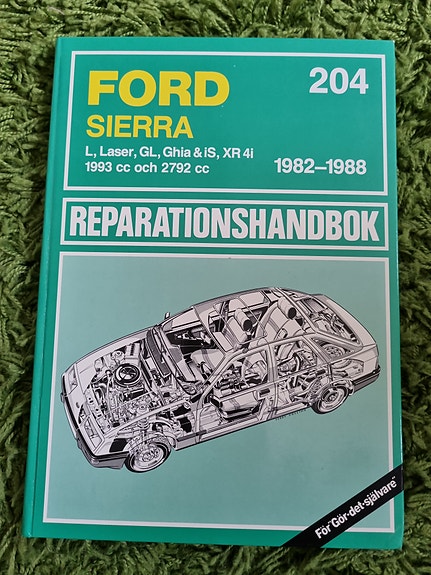 FORD
204
SIERRA
L, Laser, GL, Ghia & iS, XR 4i
1993 cc och 2792 cc
1982–1988
REPARATIONSHANDBOK
För "Gör-det-självare"